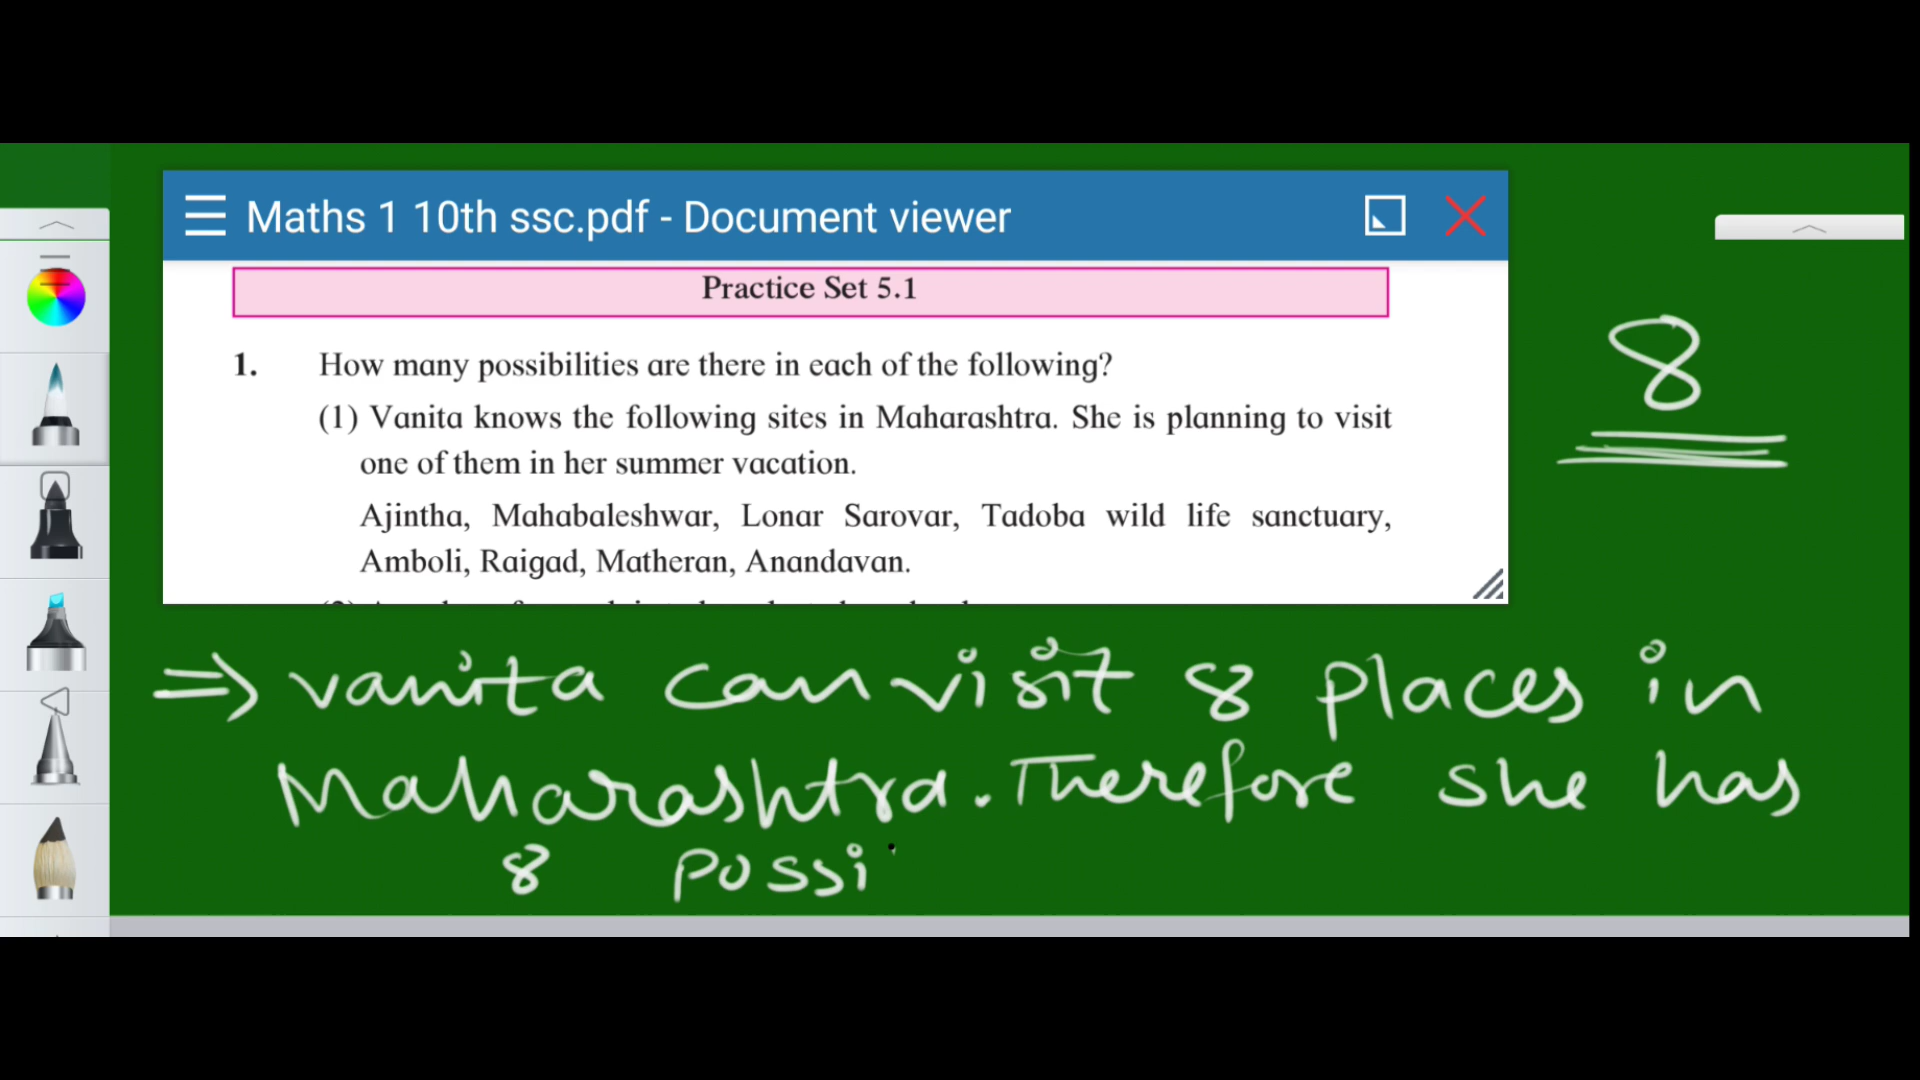 Maths 1 10th ssc.pdf - Document viewer
Practice Set 5.1
1. How many possibilities are there in each of the following?
(1) Vanita knows the following sites in Maharashtra. She is planning to visit
one of them in her summer vacation.
Ajintha, Mahabaleshwar, Lonar Sarovar, Tadoba wild life sanctuary,
Amboli, Raigad, Matheran, Anandavan.
8
⇒ vanita can visit 8 places in
Maharashtra. Therefore she has
8 possi